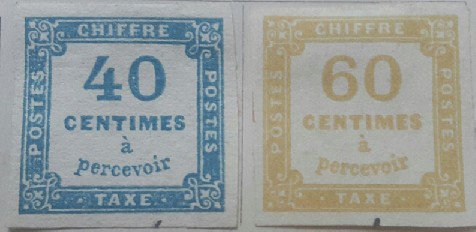 CHIFFRE
POSTES
40
CENTIMES
à
percevoir
POSTES
TAXE
CHIFFRE
POSTES
60
CENTIMES
à
percevoir
POSTES
TAXE